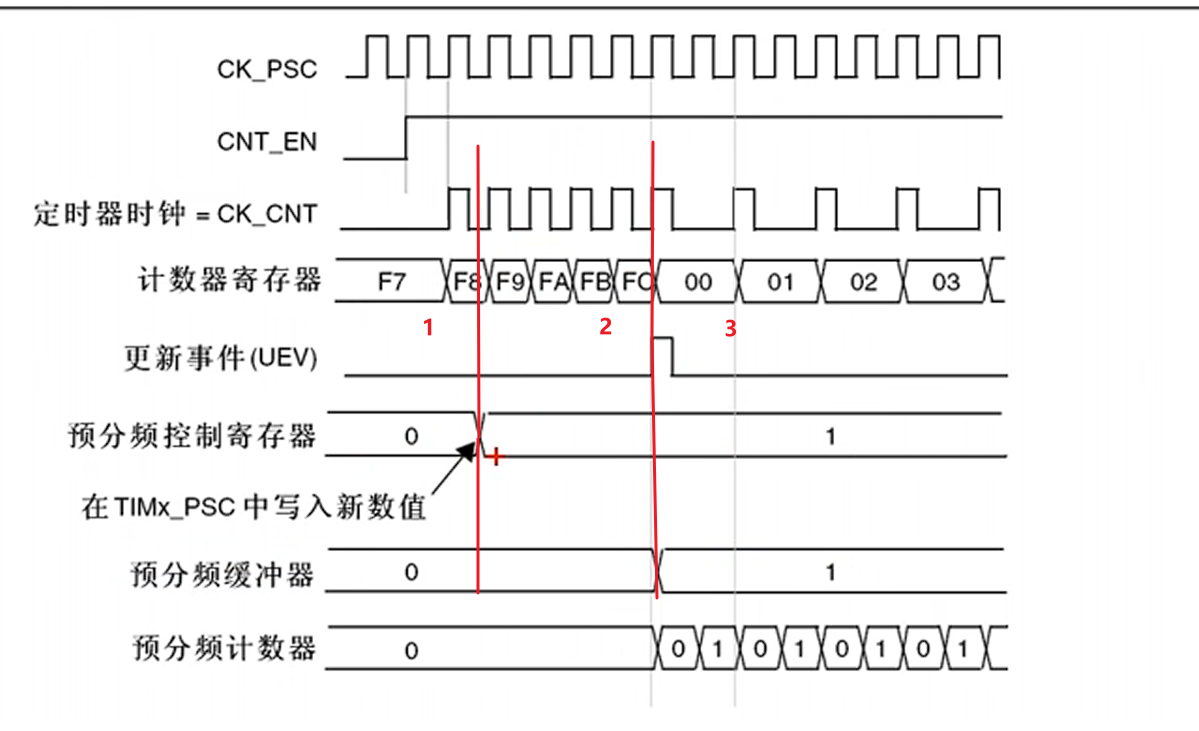 CK_PSC
CNT_EN
定时器时钟 = CK_CNT
计数器寄存器 F7 F8 F9 FA FB FC 00 01 02 03
1 2 3
更新事件(UEV)
预分频控制寄存器 0 1
在TIMx_PSC 中写入新数值
预分频缓冲器 0 1
预分频计数器 0 0 1 0 1 0 1 0 1